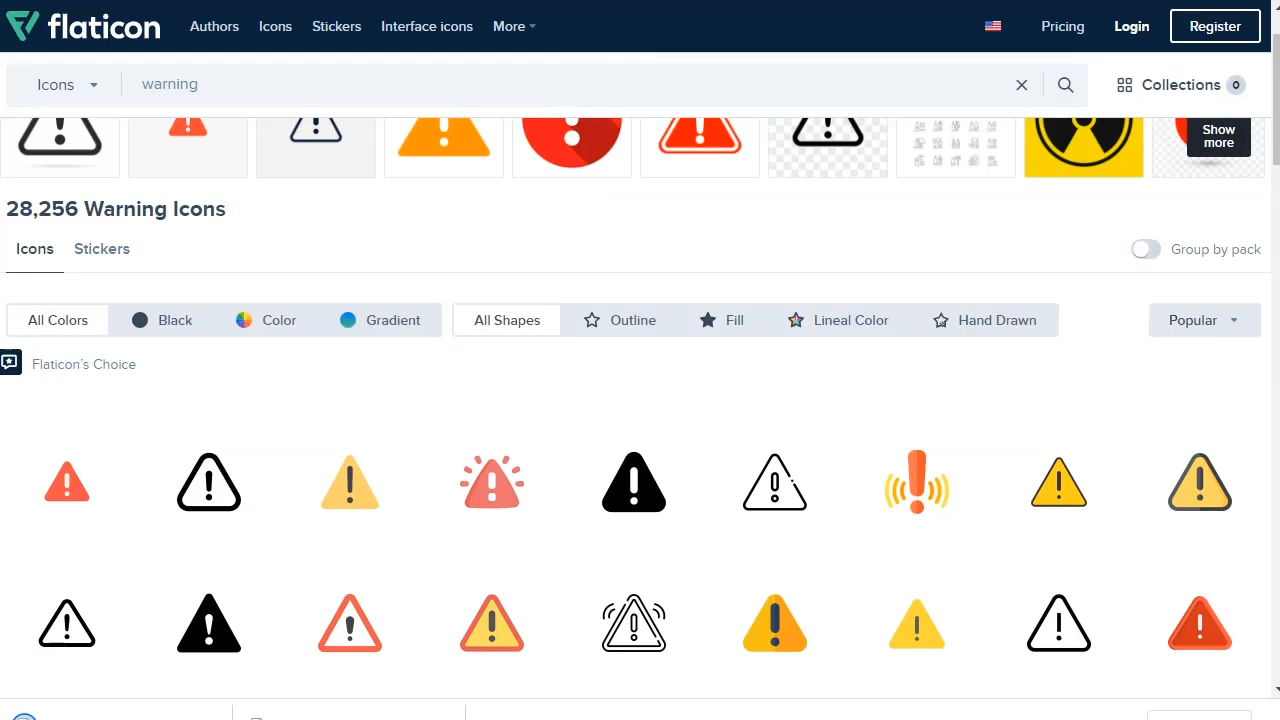 flaticon Authors Icons Stickers Interface icons More Pricing Login Register
Icons warning Collections 0
Show
more
28,256 Warning Icons
Icons Stickers Group by pack
All Colors Black Color Gradient All Shapes Outline Fill Lineal Color Hand Drawn Popular
Flaticon’s Choice